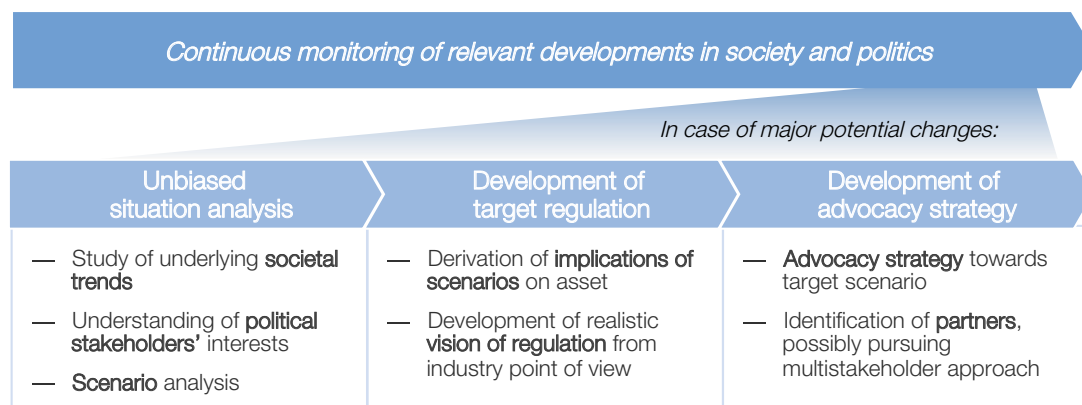 Continuous monitoring of relevant developments in society and politics
In case of major potential changes:
Unbiased
situation analysis
— Study of underlying societal
trends
— Understanding of political
stakeholders’ interests
— Scenario analysis
Development of
target regulation
— Derivation of implications of
scenarios on asset
— Development of realistic
vision of regulation from
industry point of view
Development of
advocacy strategy
— Advocacy strategy towards
target scenario
— Identification of partners,
possibly pursuing
multistakeholder approach